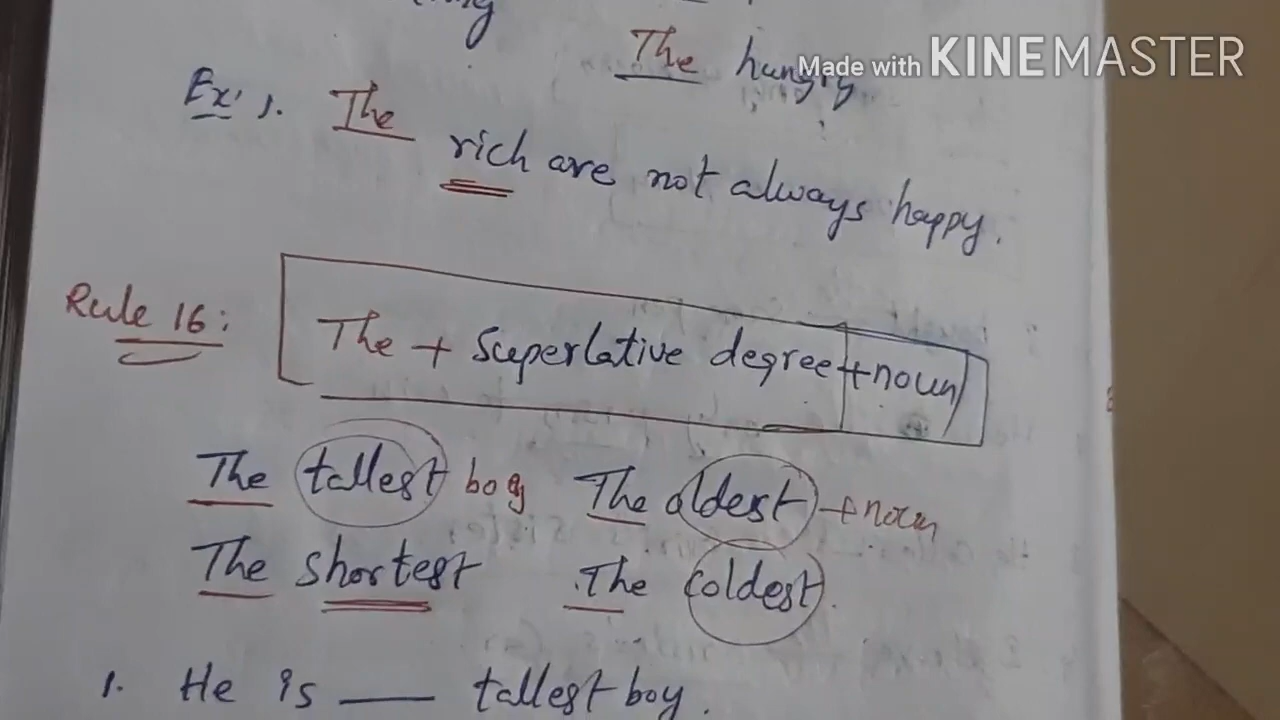 The hungry
Made with KINEMASTER
Ex: 1. The rich are not always happy.
Rule 16: The + Superlative degree + noun
The tallest boy The oldest + noun
The shortest The coldest.
1. He is ___ tallest boy.